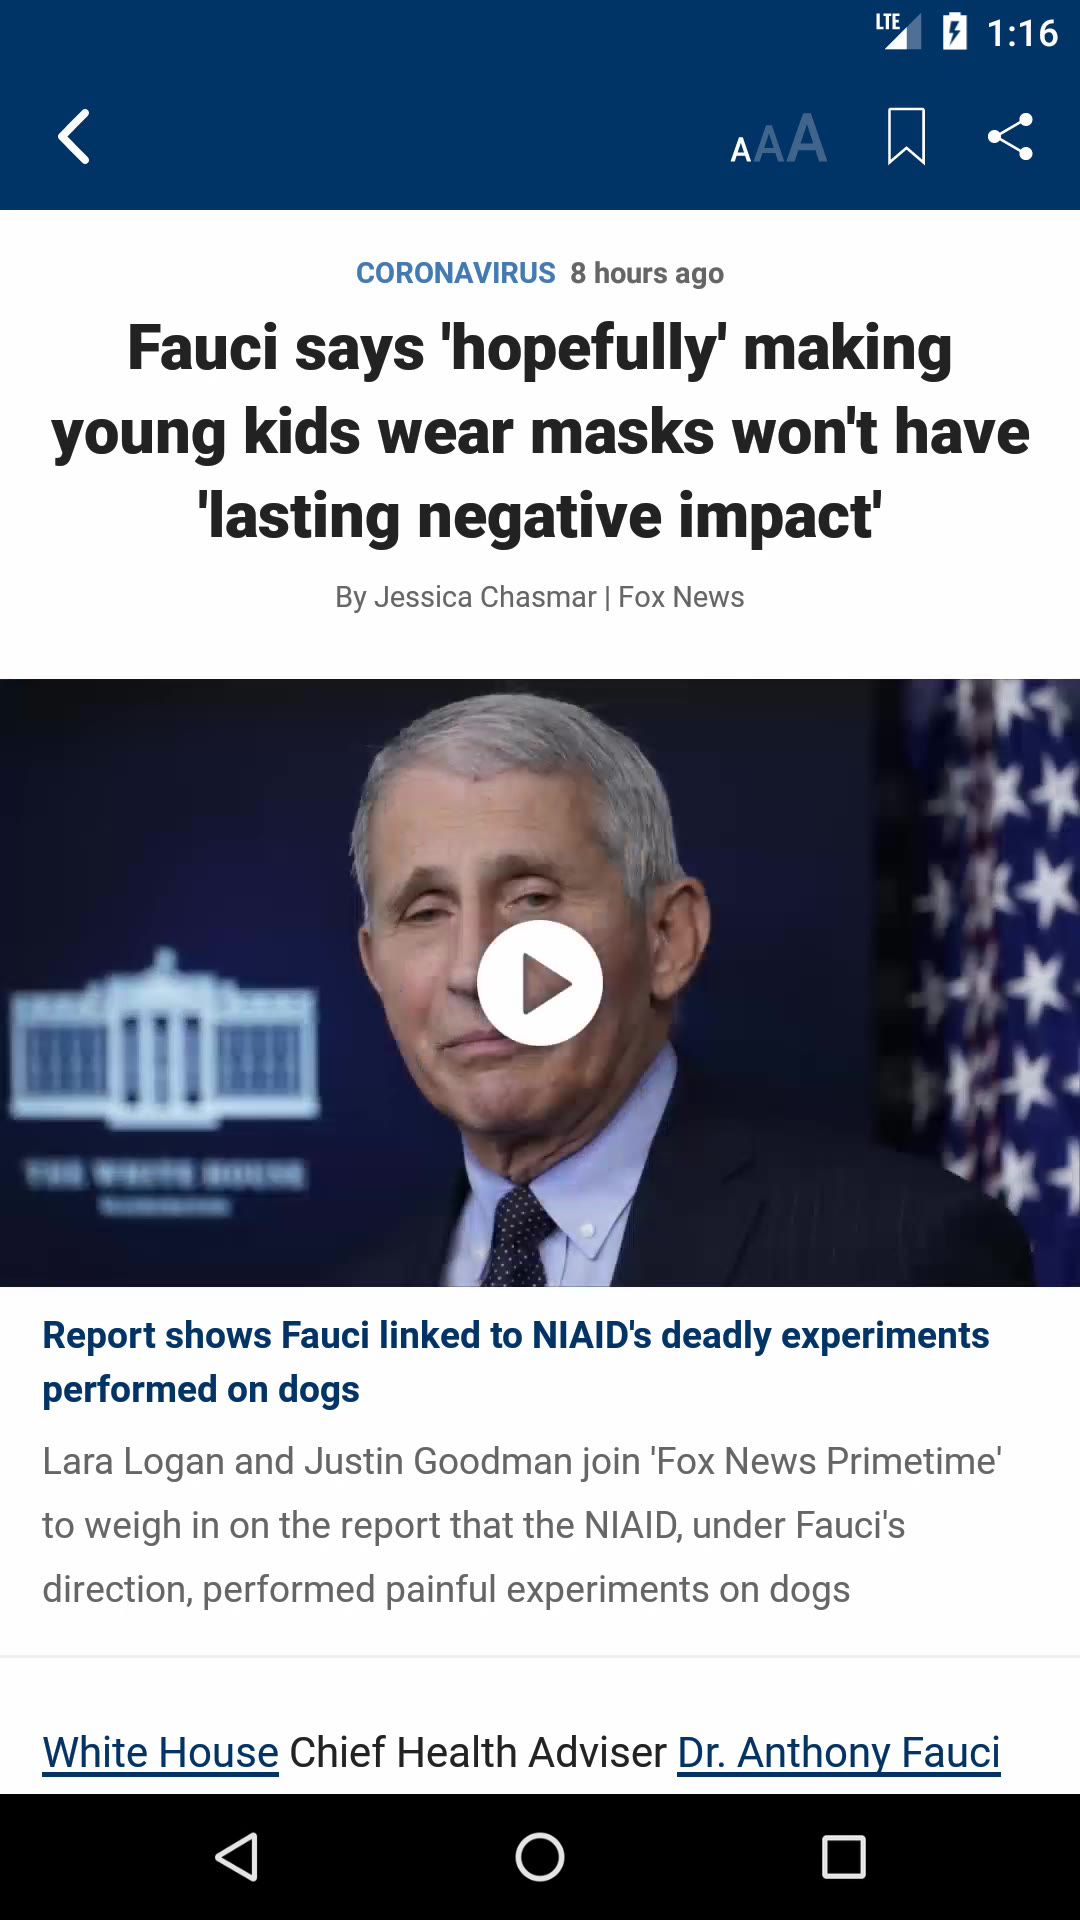 LTE 1:16
AAA
CORONAVIRUS 8 hours ago
Fauci says 'hopefully' making
young kids wear masks won't have
'lasting negative impact'
By Jessica Chasmar | Fox News
THE WHITE HOUSE
WASHINGTON
Report shows Fauci linked to NIAID's deadly experiments
performed on dogs
Lara Logan and Justin Goodman join 'Fox News Primetime'
to weigh in on the report that the NIAID, under Fauci's
direction, performed painful experiments on dogs
White House Chief Health Adviser Dr. Anthony Fauci